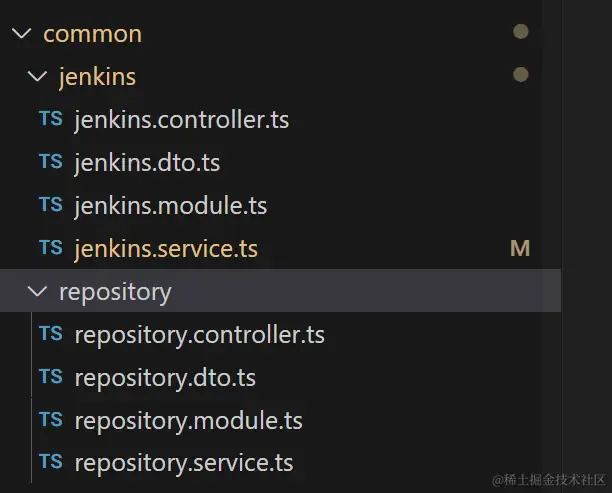 common
jenkins
TS jenkins.controller.ts
TS jenkins.dto.ts
TS jenkins.module.ts
TS jenkins.service.ts M
repository
TS repository.controller.ts
TS repository.dto.ts
TS repository.module.ts
TS repository.service.ts
@稀土掘金技术社区